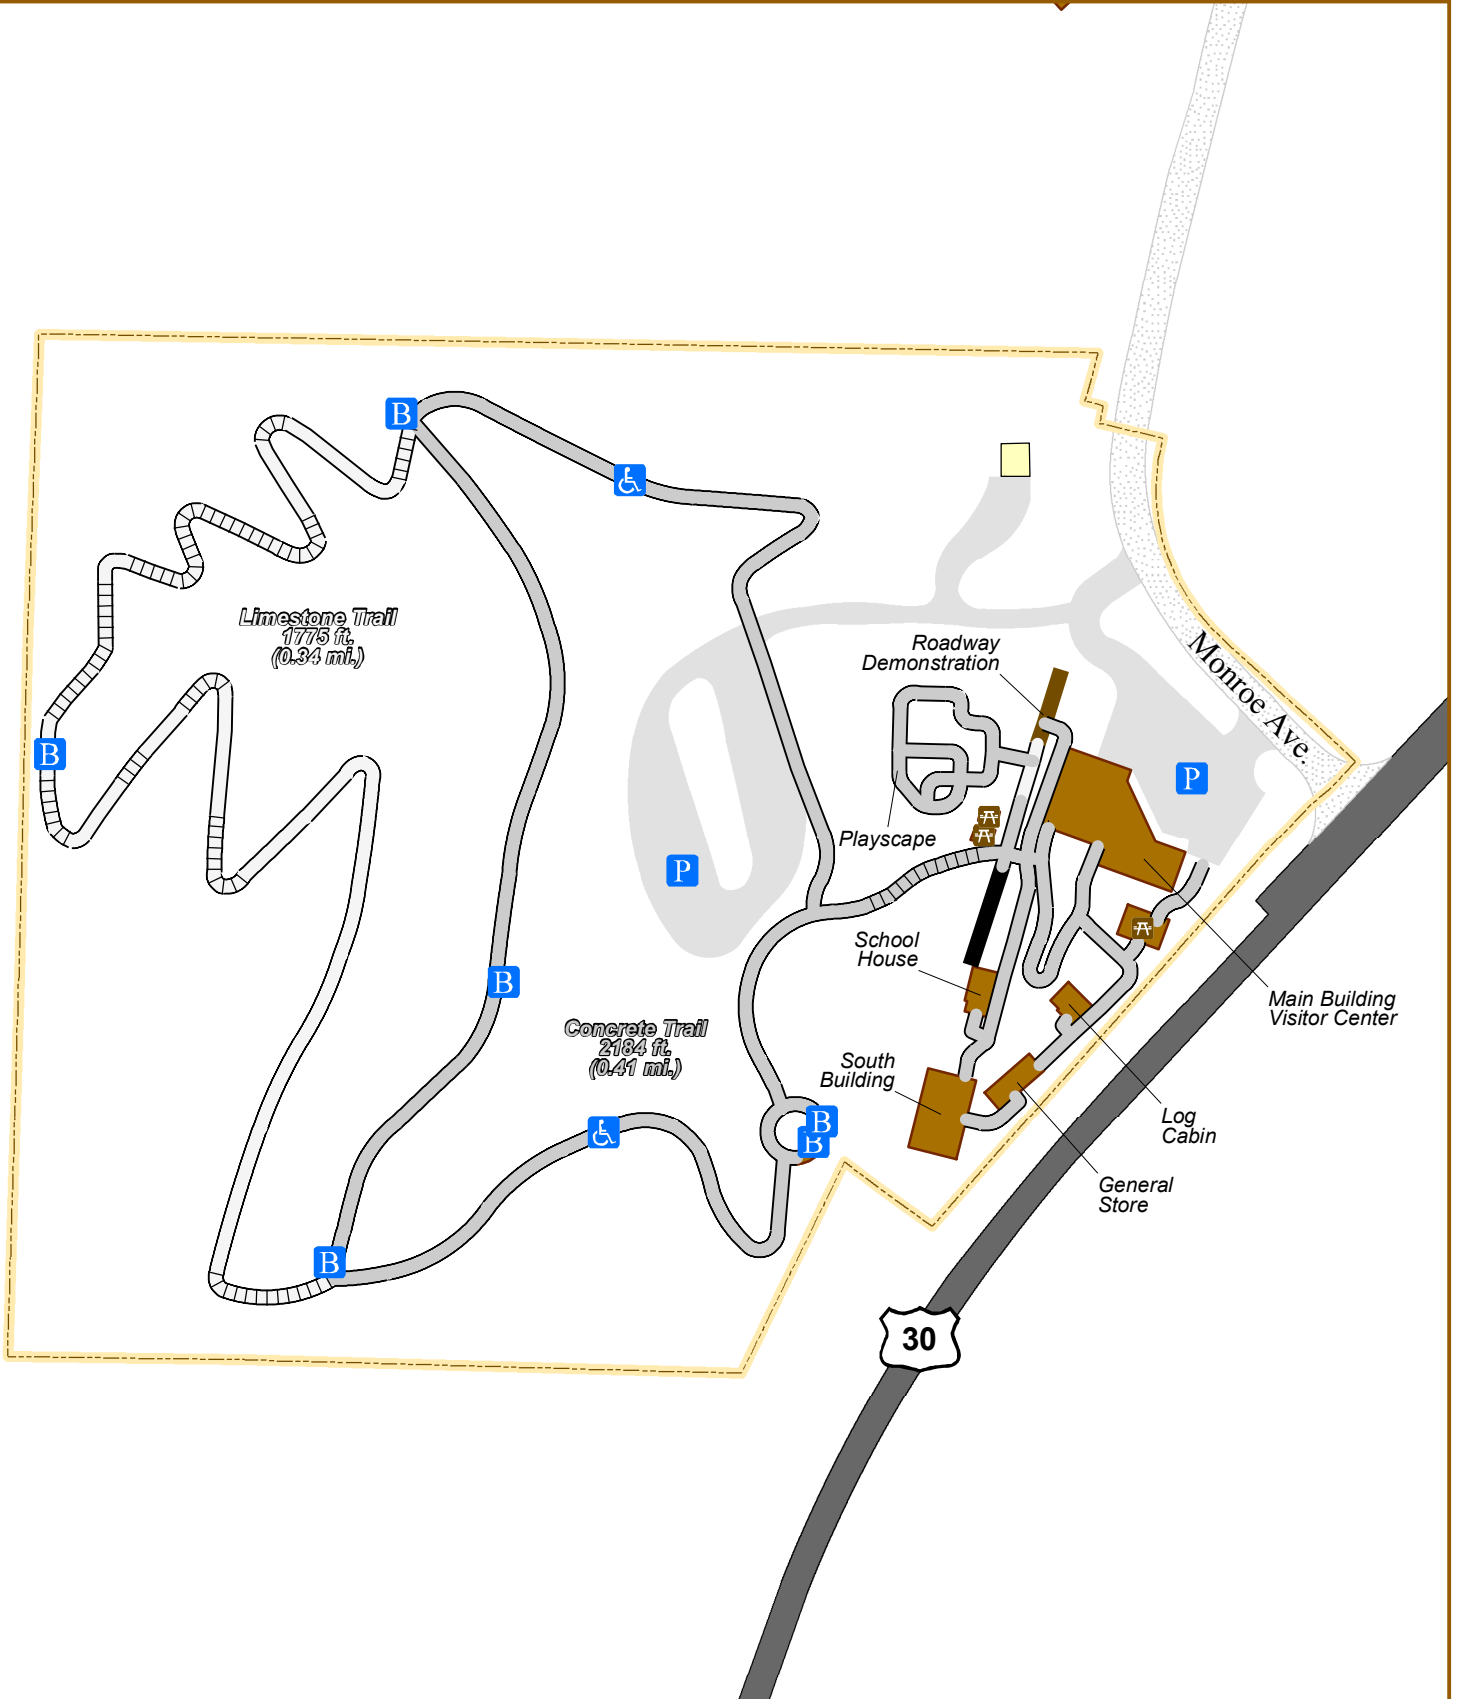 B
Limestone Trail
1775 ft.
(0.34 mi.)
Roadway
Demonstration
Monroe Ave.
B
P
Playscape
P
School
House
B
Main Building
Visitor Center
Concrete Trail
2184 ft.
(0.41 mi.)
South
Building
B
B
Log
Cabin
General
Store
B
30